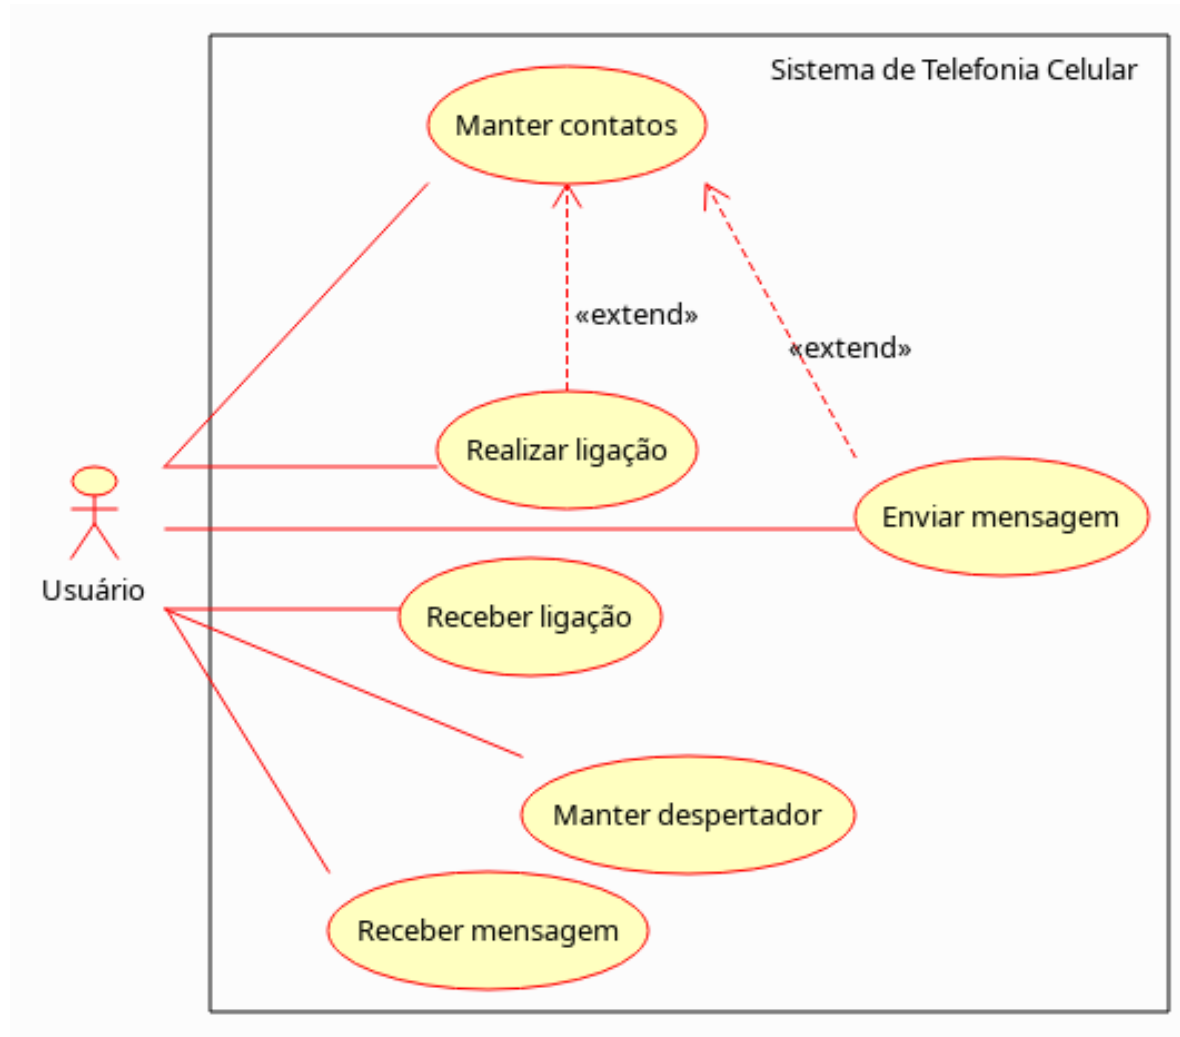 Sistema de Telefonia Celular
Manter contatos
«extend»
«extend»
Realizar ligação
Enviar mensagem
Usuário
Receber ligação
Manter despertador
Receber mensagem